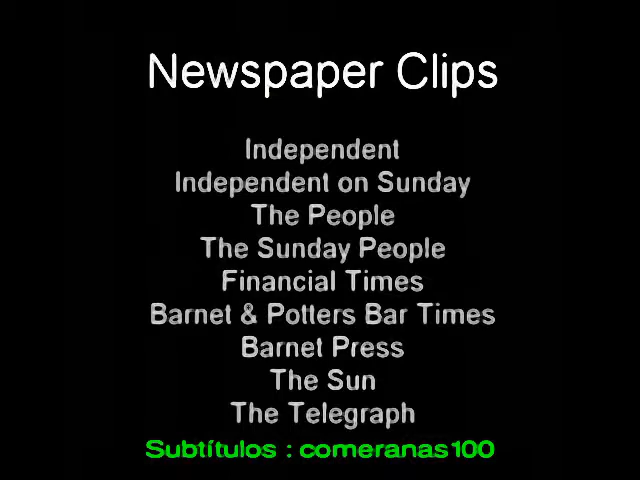 Newspaper Clips
Independent
Independent on Sunday
The People
The Sunday People
Financial Times
Barnet & Potters Bar Times
Barnet Press
The Sun
The Telegraph
Subtítulos : comeranas100